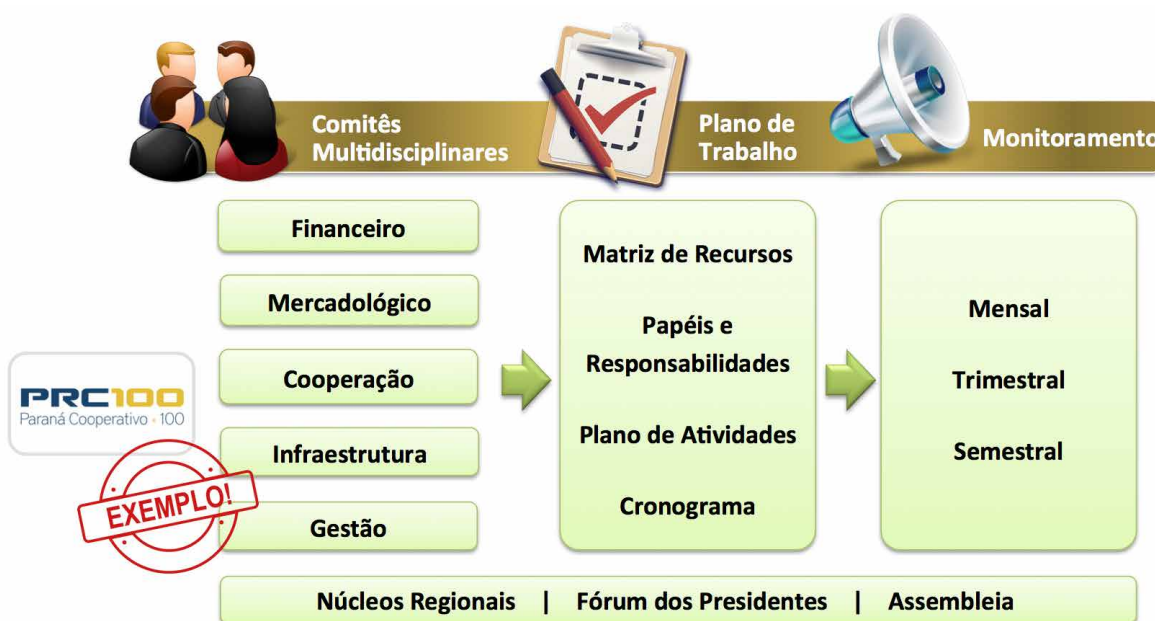 Comitês
Multidisciplinares
Plano de
Trabalho
Monitoramento
Financeiro
Mercadológico
Cooperação
Infraestrutura
Gestão
Matriz de Recursos
Papéis e
Responsabilidades
Plano de Atividades
Cronograma
Mensal
Trimestral
Semestral
PRC100
Paraná Cooperativo • 100
EXEMPLO!
Núcleos Regionais | Fórum dos Presidentes | Assembleia